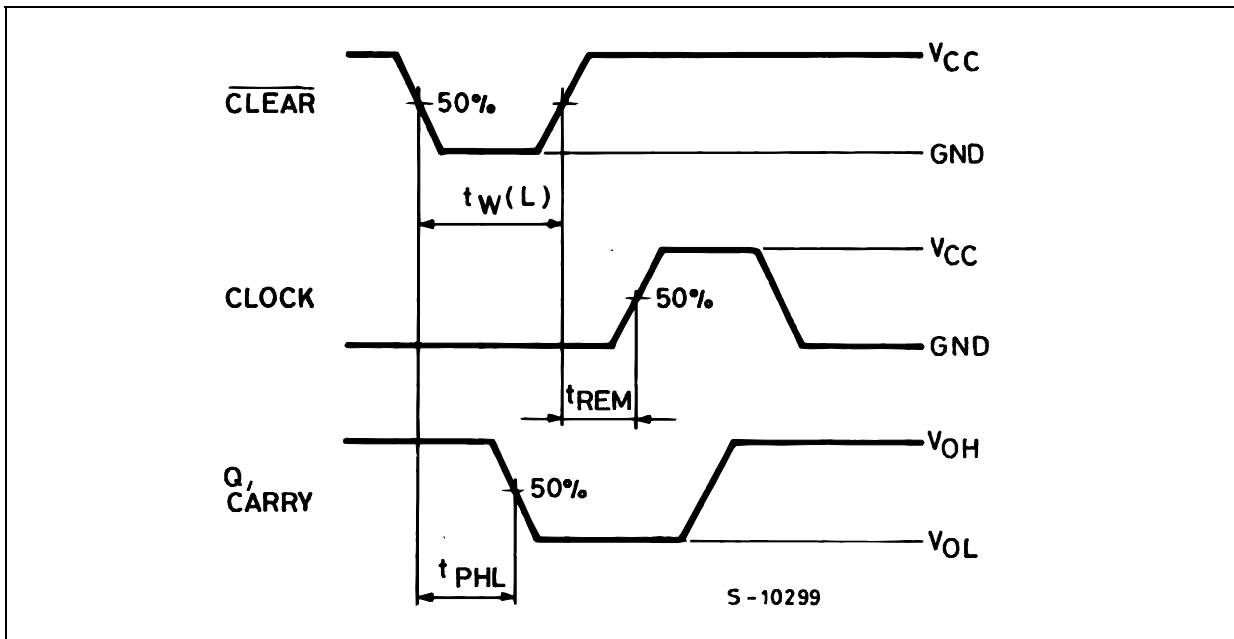 VCC
CLEAR
50%
GND
tW(L)
VCC
CLOCK
50%
GND
tREM
VOH
Q,
CARRY
50%
VOL
tPHL
S-10299